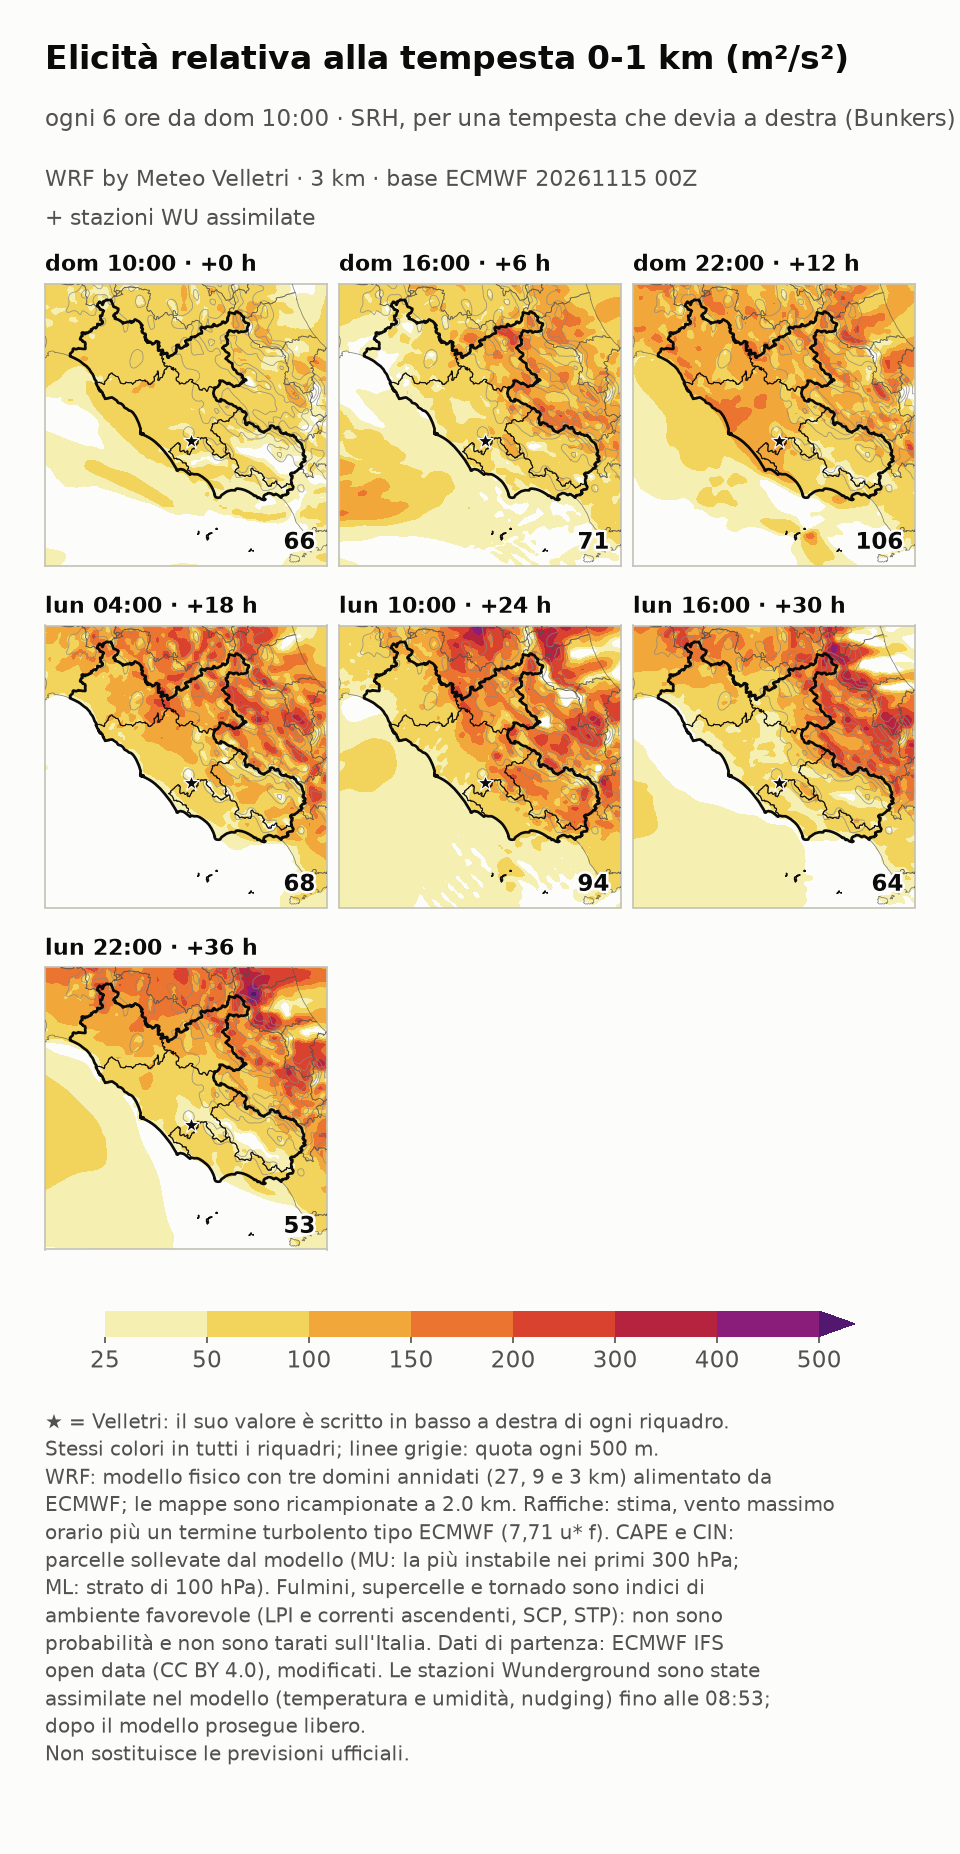 Elicità relativa alla tempesta 0-1 km (m²/s²)
ogni 6 ore da dom 10:00 · SRH, per una tempesta che devia a destra (Bunkers)
WRF by Meteo Velletri · 3 km · base ECMWF 20261115 00Z
+ stazioni WU assimilate
dom 10:00 · +0 h
66
dom 16:00 · +6 h
71
dom 22:00 · +12 h
106
lun 04:00 · +18 h
68
lun 10:00 · +24 h
94
lun 16:00 · +30 h
64
lun 22:00 · +36 h
53
25 50 100 150 200 300 400 500
★ = Velletri: il suo valore è scritto in basso a destra di ogni riquadro.
Stessi colori in tutti i riquadri; linee grigie: quota ogni 500 m.
WRF: modello fisico con tre domini annidati (27, 9 e 3 km) alimentato da
ECMWF; le mappe sono ricampionate a 2.0 km. Raffiche: stima, vento massimo
orario più un termine turbolento tipo ECMWF (7,71 u* f). CAPE e CIN:
parcelle sollevate dal modello (MU: la più instabile nei primi 300 hPa;
ML: strato di 100 hPa). Fulmini, supercelle e tornado sono indici di
ambiente favorevole (LPI e correnti ascendenti, SCP, STP): non sono
probabilità e non sono tarati sull'Italia. Dati di partenza: ECMWF IFS
open data (CC BY 4.0), modificati. Le stazioni Wunderground sono state
assimilate nel modello (temperatura e umidità, nudging) fino alle 08:53;
dopo il modello prosegue libero.
Non sostituisce le previsioni ufficiali.